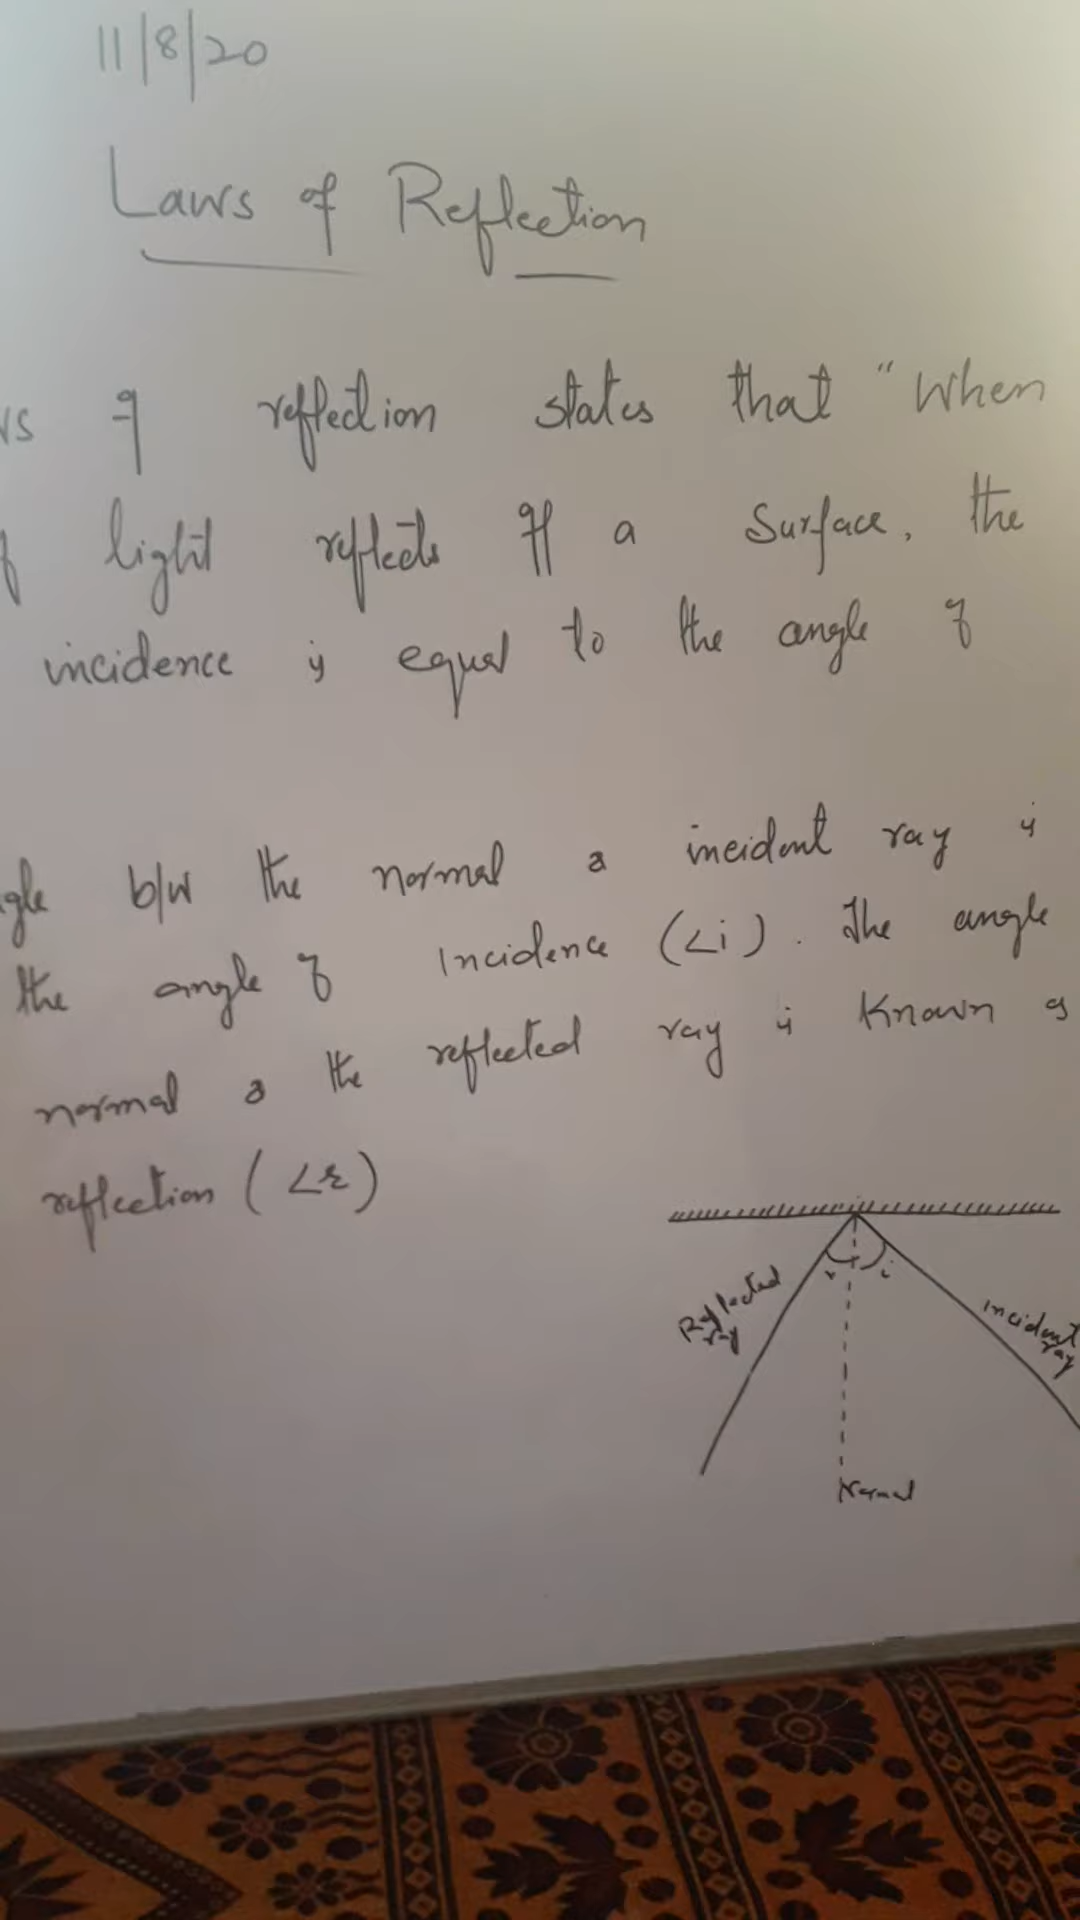 11/8/20
Laws of Reflection
ws of reflection states that "When
of light reflects off a surface, the
incidence is equal to the angle of
gle b/w the normal & incident ray is
the angle of Incidence (∠i). The angle
normal & the reflected ray is Known as
reflection (∠r)
r i
Reflected ray
incident ray
Normal